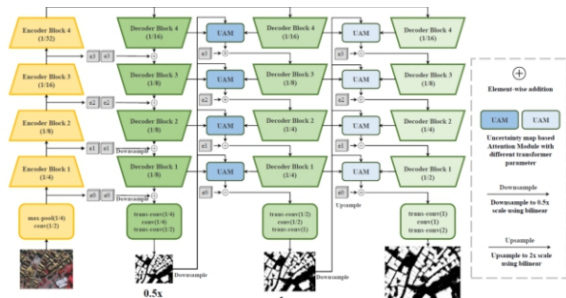 Encoder Block 4
(1/32)
Encoder Block 3
(1/16)
Encoder Block 2
(1/8)
Encoder Block 1
(1/4)
max pool(1/4)
conv(1/2)
Decoder Block 4
(1/16)
Decoder Block 3
(1/8)
Decoder Block 2
(1/8)
Decoder Block 1
(1/8)
trans-conv(1/4)
conv(1/4)
trans-conv(1/2)
0.5x
Downsample
Downsample
Downsample
UAM
UAM
UAM
UAM
Decoder Block 4
(1/16)
Decoder Block 3
(1/8)
Decoder Block 2
(1/4)
Decoder Block 1
(1/4)
trans-conv(1/2)
conv(1/2)
trans-conv(1)
Downsample
Upsample
UAM
UAM
UAM
UAM
Decoder Block 4
(1/16)
Decoder Block 3
(1/8)
Decoder Block 2
(1/4)
Decoder Block 1
(1/2)
trans-conv(1)
conv(1)
trans-conv(2)
Element-wise addition
UAM UAM
Uncertainty map based
Attention Module with
different transformer
parameter
Downsample
Downsample to 0.5x
scale using bilinear
Upsample
Upsample to 2x scale
using bilinear